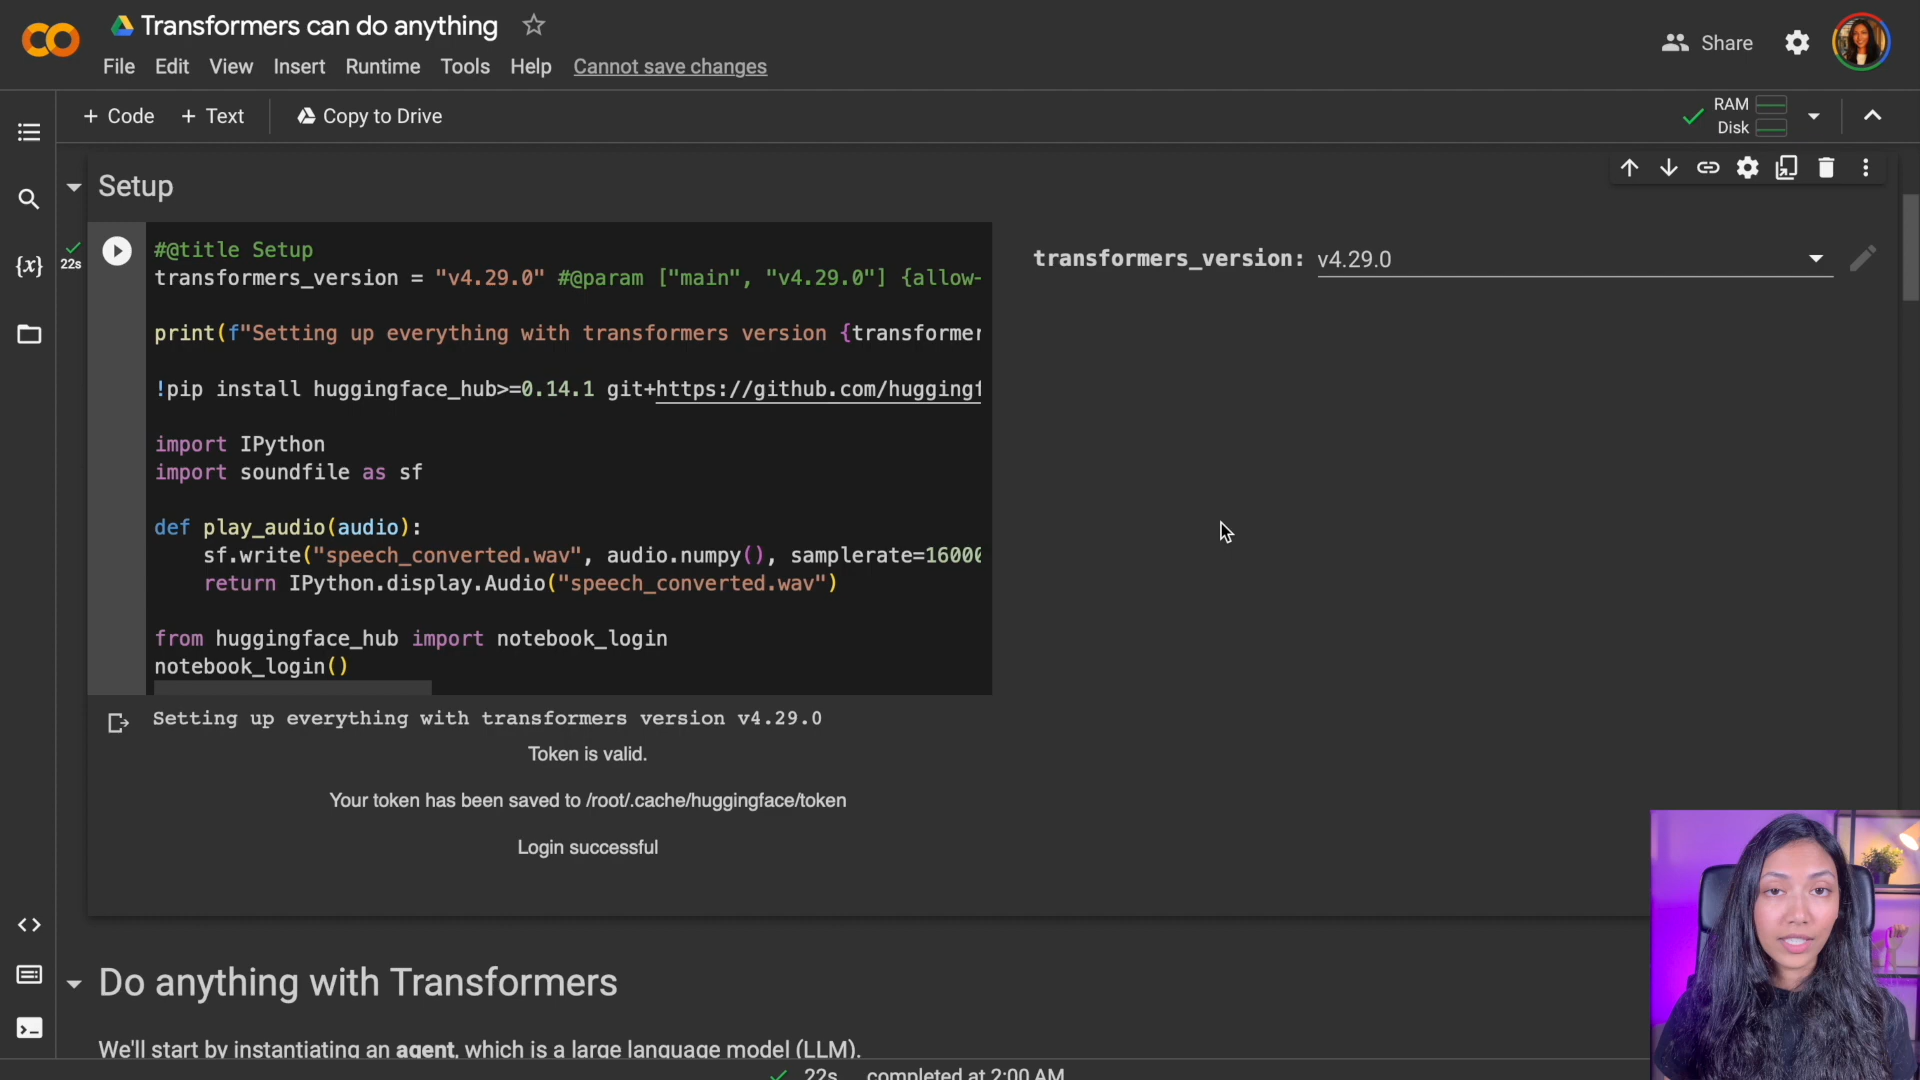 Transformers can do anything
File Edit View Insert Runtime Tools Help Cannot save changes
Share
+ Code + Text Copy to Drive
RAM
Disk
Setup
22s
#@title Setup
transformers_version = "v4.29.0" #@param ["main", "v4.29.0"] {allow-
print(f"Setting up everything with transformers version {transformer
!pip install huggingface_hub>=0.14.1 git+https://github.com/huggingf
import IPython
import soundfile as sf
def play_audio(audio):
sf.write("speech_converted.wav", audio.numpy(), samplerate=16000
return IPython.display.Audio("speech_converted.wav")
from huggingface_hub import notebook_login
notebook_login()
transformers_version: v4.29.0
Setting up everything with transformers version v4.29.0
Token is valid.
Your token has been saved to /root/.cache/huggingface/token
Login successful
Do anything with Transformers
We'll start by instantiating an agent, which is a large language model (LLM).
22s completed at 2:00 AM